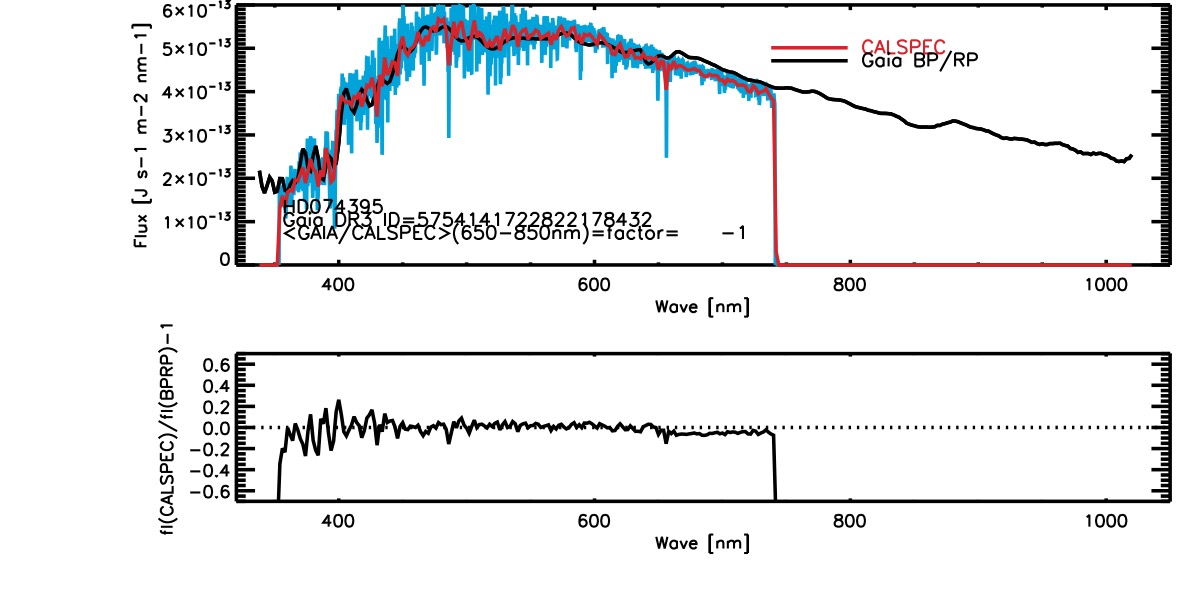 6×10−13
5×10−13
4×10−13
3×10−13
2×10−13
1×10−13
0
Flux [J s−1 m−2 nm−1]
CALSPEC
Gaia BP/RP
HD074395
Gaia DR3 ID=5754141722822178432
<GAIA/CALSPEC>(650−850nm)=factor= −1
400 600 800 1000
Wave [nm]
fl(CALSPEC)/fl(BPRP)−1
0.6
0.4
0.2
0.0
−0.2
−0.4
−0.6
400 600 800 1000
Wave [nm]